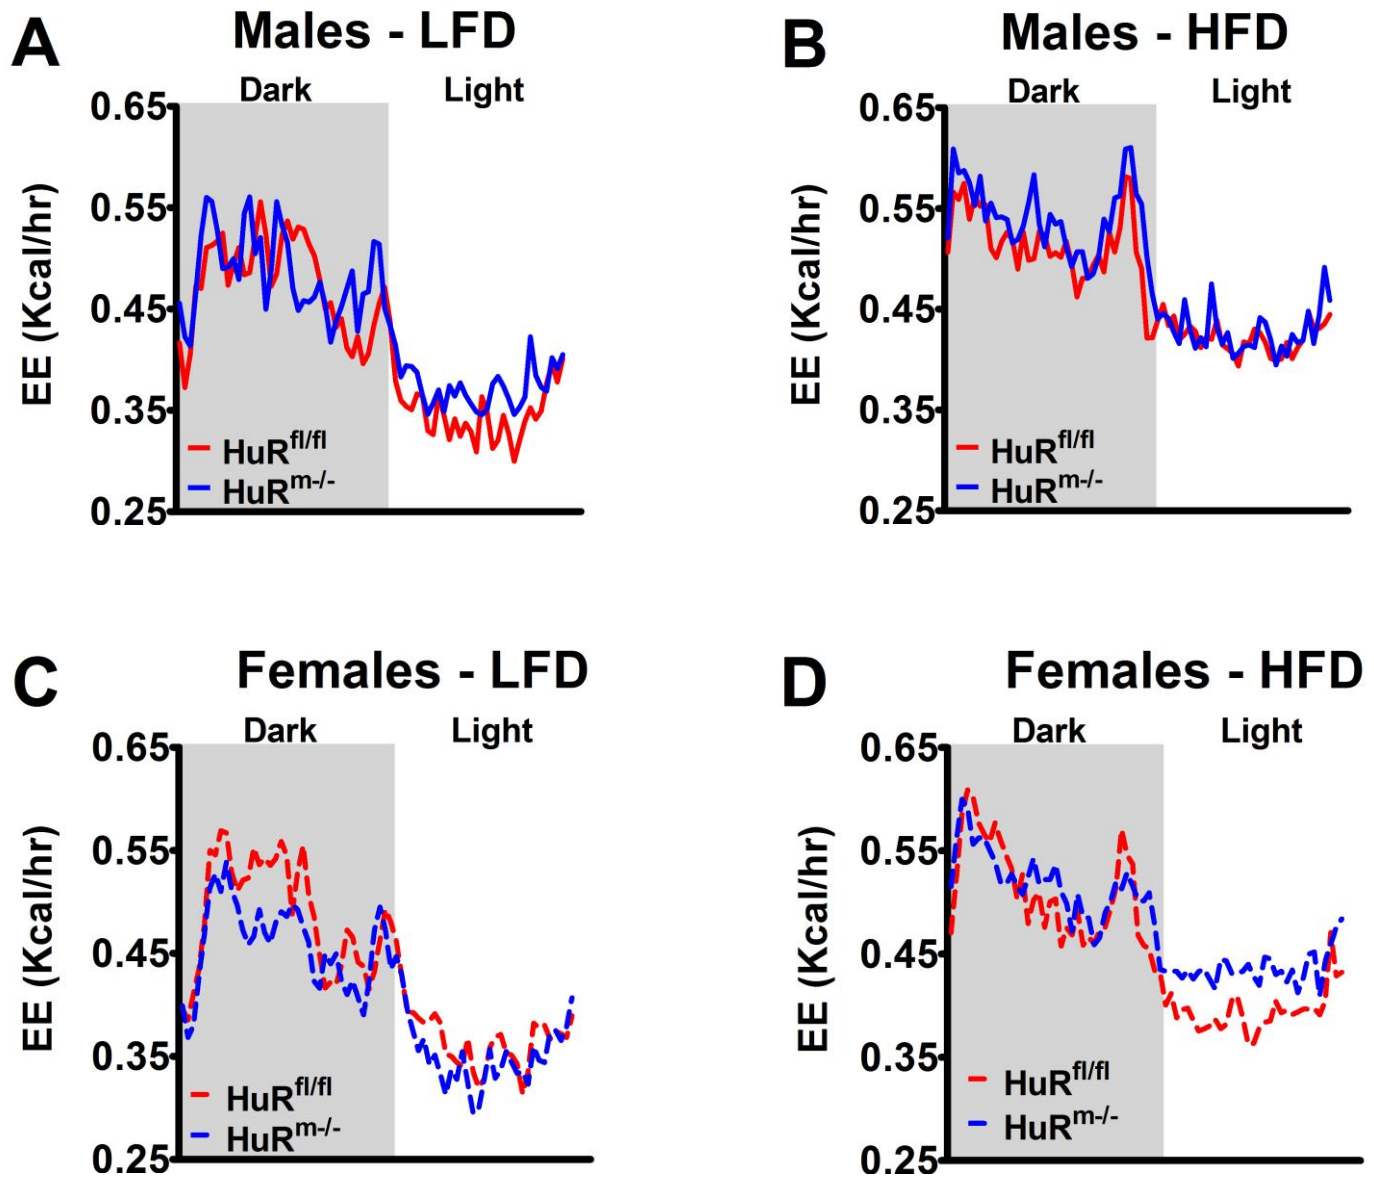 A
Males - LFD
Dark Light
0.65
0.55
0.45
0.35
0.25
EE (Kcal/hr)
HuRfl/fl
HuRm-/-
B
Males - HFD
Dark Light
0.65
0.55
0.45
0.35
0.25
EE (Kcal/hr)
HuRfl/fl
HuRm-/-
C
Females - LFD
Dark Light
0.65
0.55
0.45
0.35
0.25
EE (Kcal/hr)
HuRfl/fl
HuRm-/-
D
Females - HFD
Dark Light
0.65
0.55
0.45
0.35
0.25
EE (Kcal/hr)
HuRfl/fl
HuRm-/-